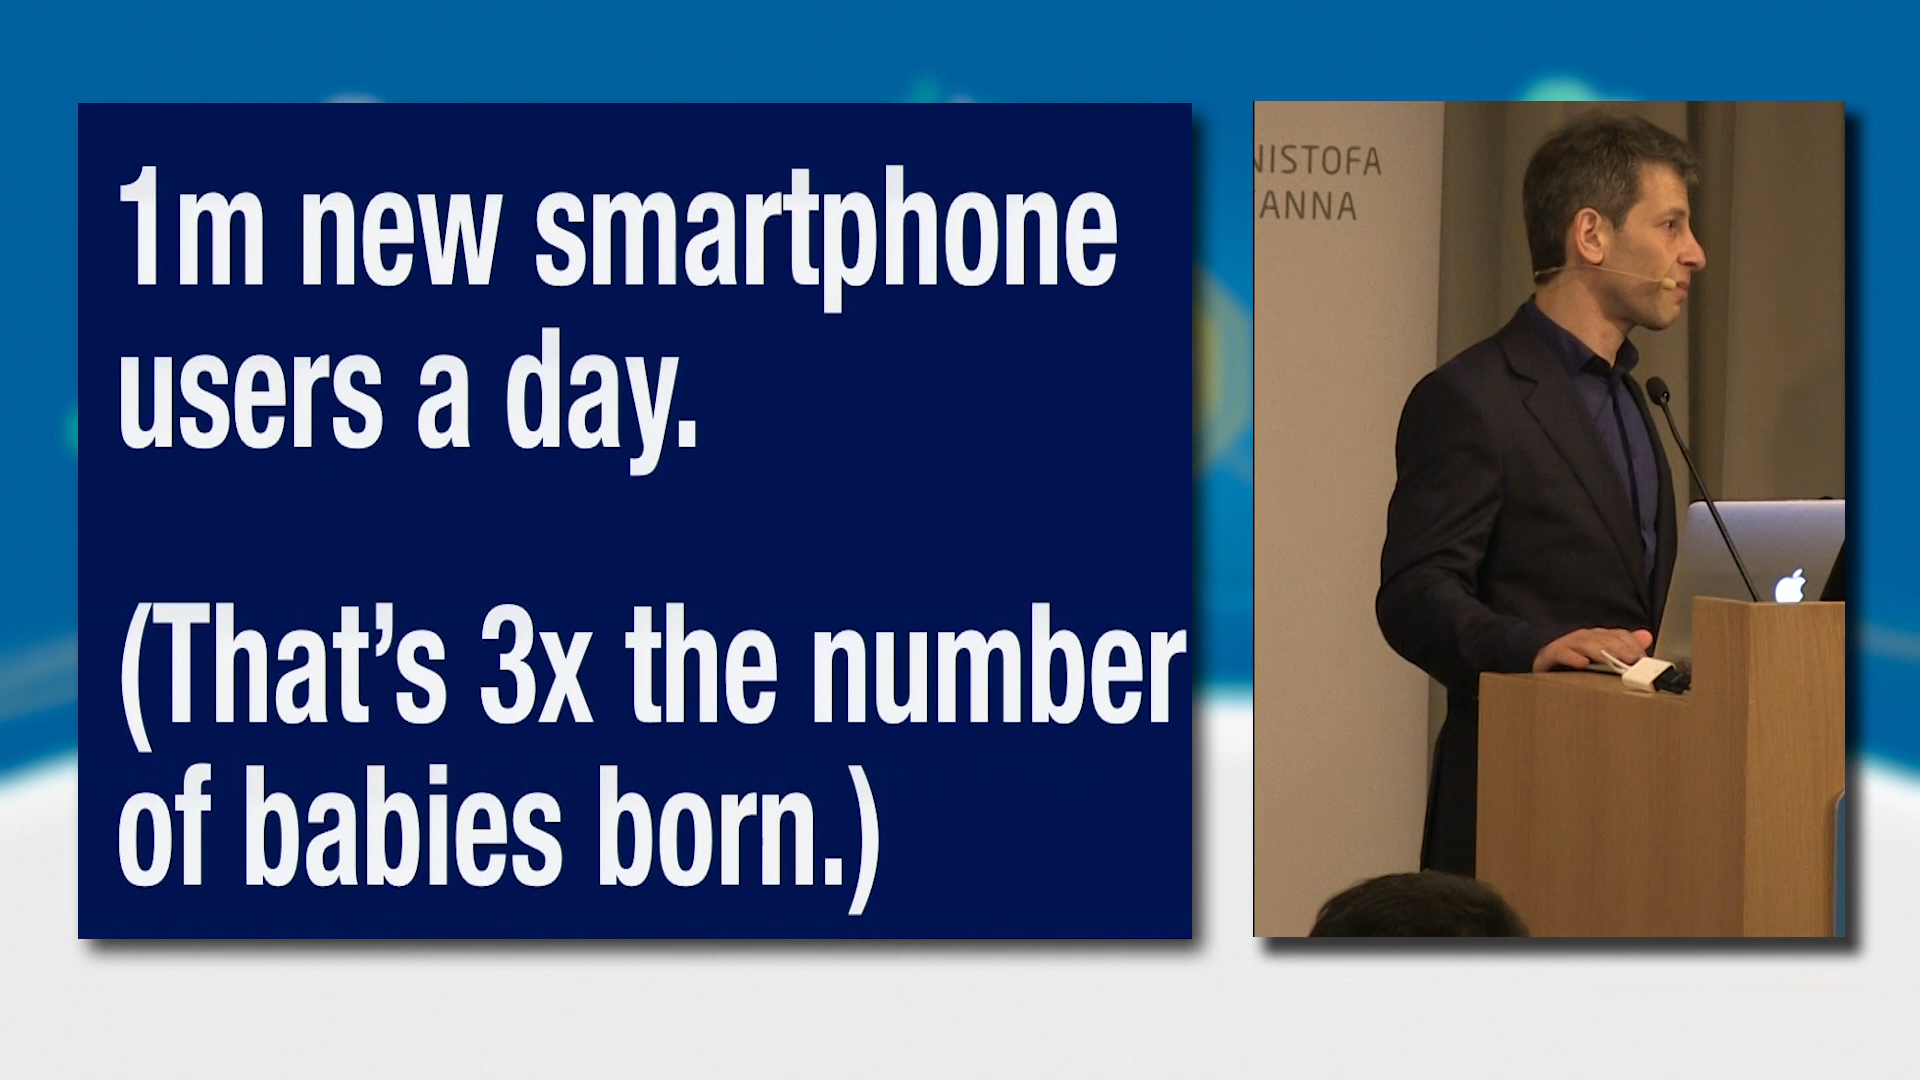 1m new smartphone
users a day.
(That’s 3x the number
of babies born.)
NISTOFA
ANNA